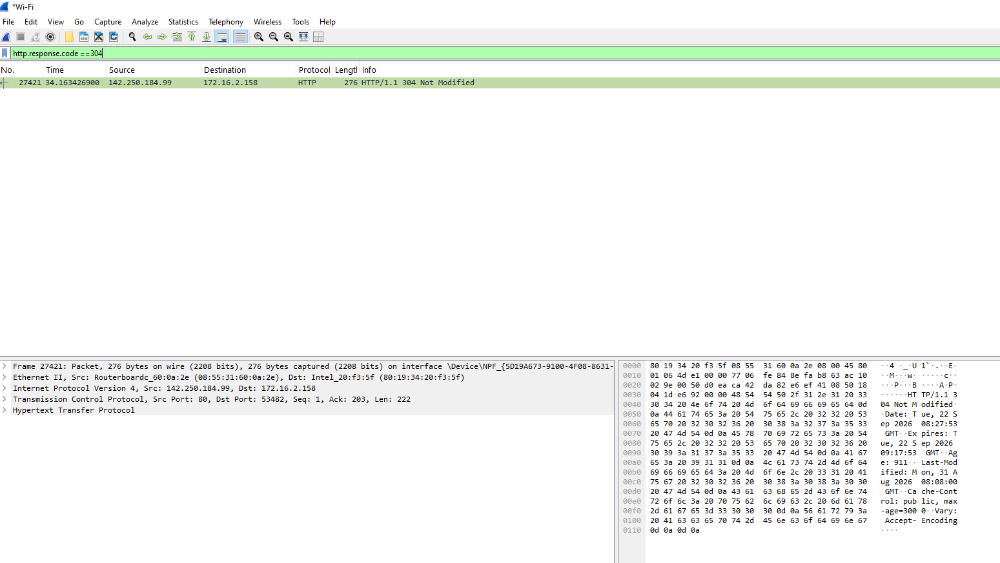 *Wi-Fi
File Edit View Go Capture Analyze Statistics Telephony Wireless Tools Help
http.response.code ==304
No. Time Source Destination Protocol Lengtl Info
27421 34.163426900 142.250.184.99 172.16.2.158 HTTP 276 HTTP/1.1 304 Not Modified
Frame 27421: Packet, 276 bytes on wire (2208 bits), 276 bytes captured (2208 bits) on interface \Device\NPF_{5D19A673-9100-4F08-8631-
Ethernet II, Src: Routerboardc_60:0a:2e (08:55:31:60:0a:2e), Dst: Intel_20:f3:5f (80:19:34:20:f3:5f)
Internet Protocol Version 4, Src: 142.250.184.99, Dst: 172.16.2.158
Transmission Control Protocol, Src Port: 80, Dst Port: 53482, Seq: 1, Ack: 203, Len: 222
Hypertext Transfer Protocol
0000 80 19 34 20 f3 5f 08 55 31 60 0a 2e 08 00 45 80 ··4 ·_·U 1`·.··E·
0010 01 06 4d e1 00 00 77 06 fe 84 8e fa b8 63 ac 10 ··M···w· ·····c··
0020 02 9e 00 50 d0 ea ca 42 da 82 e6 ef 41 08 50 18 ···P···B ····A·P·
0030 04 1d e6 92 00 00 48 54 54 50 2f 31 2e 31 20 33 ······HT TP/1.1 3
0040 30 34 20 4e 6f 74 20 4d 6f 64 69 66 69 65 64 0d 04 Not M odified·
0050 0a 44 61 74 65 3a 20 54 75 65 2c 20 32 32 20 53 ·Date: T ue, 22 S
0060 65 70 20 32 30 32 36 20 30 38 3a 32 37 3a 35 33 ep 2026 08:27:53
0070 20 47 4d 54 0d 0a 45 78 70 69 72 65 73 3a 20 54 GMT··Ex pires: T
0080 75 65 2c 20 32 32 20 53 65 70 20 32 30 32 36 20 ue, 22 S ep 2026
0090 30 39 3a 31 37 3a 35 33 20 47 4d 54 0d 0a 41 67 09:17:53 GMT··Ag
00a0 65 3a 20 39 31 31 0d 0a 4c 61 73 74 2d 4d 6f 64 e: 911·· Last-Mod
00b0 69 66 69 65 64 3a 20 4d 6f 6e 2c 20 33 31 20 41 ified: M on, 31 A
00c0 75 67 20 32 30 32 36 20 30 38 3a 30 38 3a 30 30 ug 2026 08:08:00
00d0 20 47 4d 54 0d 0a 43 61 63 68 65 2d 43 6f 6e 74 GMT··Ca che-Cont
00e0 72 6f 6c 3a 20 70 75 62 6c 69 63 2c 20 6d 61 78 rol: pub lic, max
00f0 2d 61 67 65 3d 33 30 30 30 0d 0a 56 61 72 79 3a -age=300 0··Vary:
0100 20 41 63 63 65 70 74 2d 45 6e 63 6f 64 69 6e 67 Accept- Encoding
0110 0d 0a 0d 0a ····